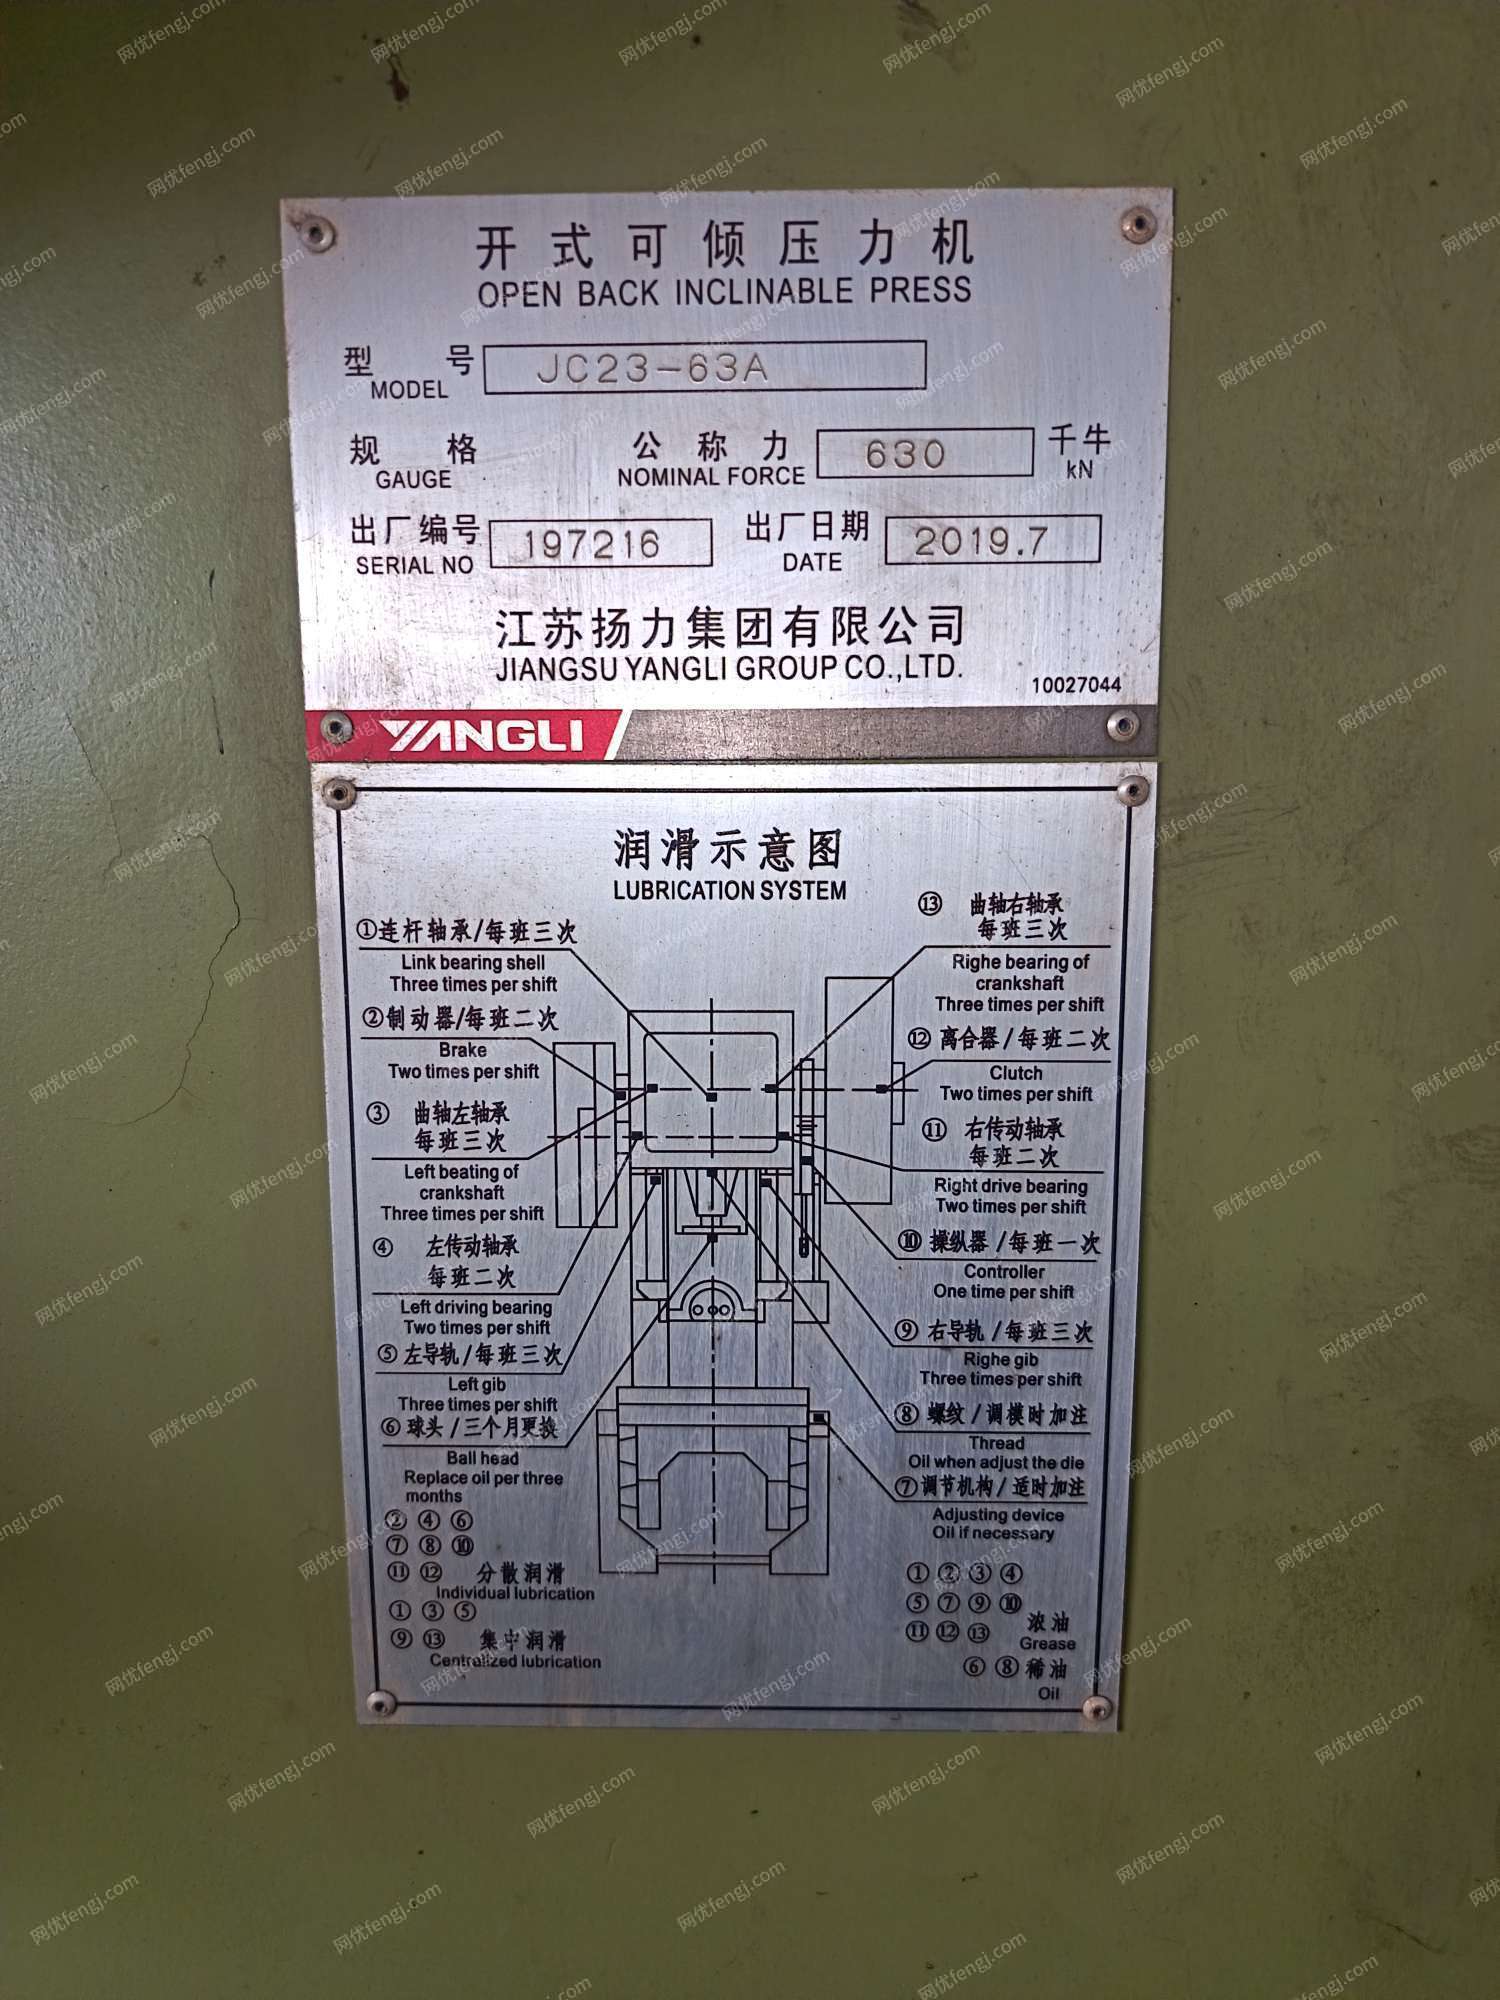 开式可倾压力机
OPEN BACK INCLINABLE PRESS
型号 JC23-63A
MODEL
规格 公称力 630 千牛
GAUGE NOMINAL FORCE kN
出厂编号 197216 出厂日期 2019.7
SERIAL NO DATE
江苏扬力集团有限公司
JIANGSU YANGLI GROUP CO.,LTD.
10027044
YANGLI
润滑示意图
LUBRICATION SYSTEM
①连杆轴承/每班三次
Link bearing shell
Three times per shift
②制动器/每班二次
Brake
Two times per shift
③ 曲轴左轴承
每班三次
Left beating of
crankshaft
Three times per shift
④ 左传动轴承
每班二次
Left driving bearing
Two times per shift
⑤左导轨/每班三次
Left gib
Three times per shift
⑥球头/三个月更换
Ball head
Replace oil per three
months
②④⑥
⑦⑧⑩
⑪⑫ 分散润滑
Individual lubrication
①③⑤
⑨⑬ 集中润滑
Centralized lubrication
⑬ 曲轴右轴承
每班三次
Righe bearing of
crankshaft
Three times per shift
⑫离合器/每班二次
Clutch
Two times per shift
⑪ 右传动轴承
每班二次
Right drive bearing
Two times per shift
⑩操纵器/每班一次
Controller
One time per shift
⑨右导轨/每班三次
Righe gib
Three times per shift
⑧螺纹/调模时加注
Thread
Oil when adjust the die
⑦调节机构/适时加注
Adjusting device
Oil if necessary
①②③④
⑤⑦⑨⑩
⑪⑫⑬ 浓油
Grease
⑥⑧稀油
Oil
网优fengj.com